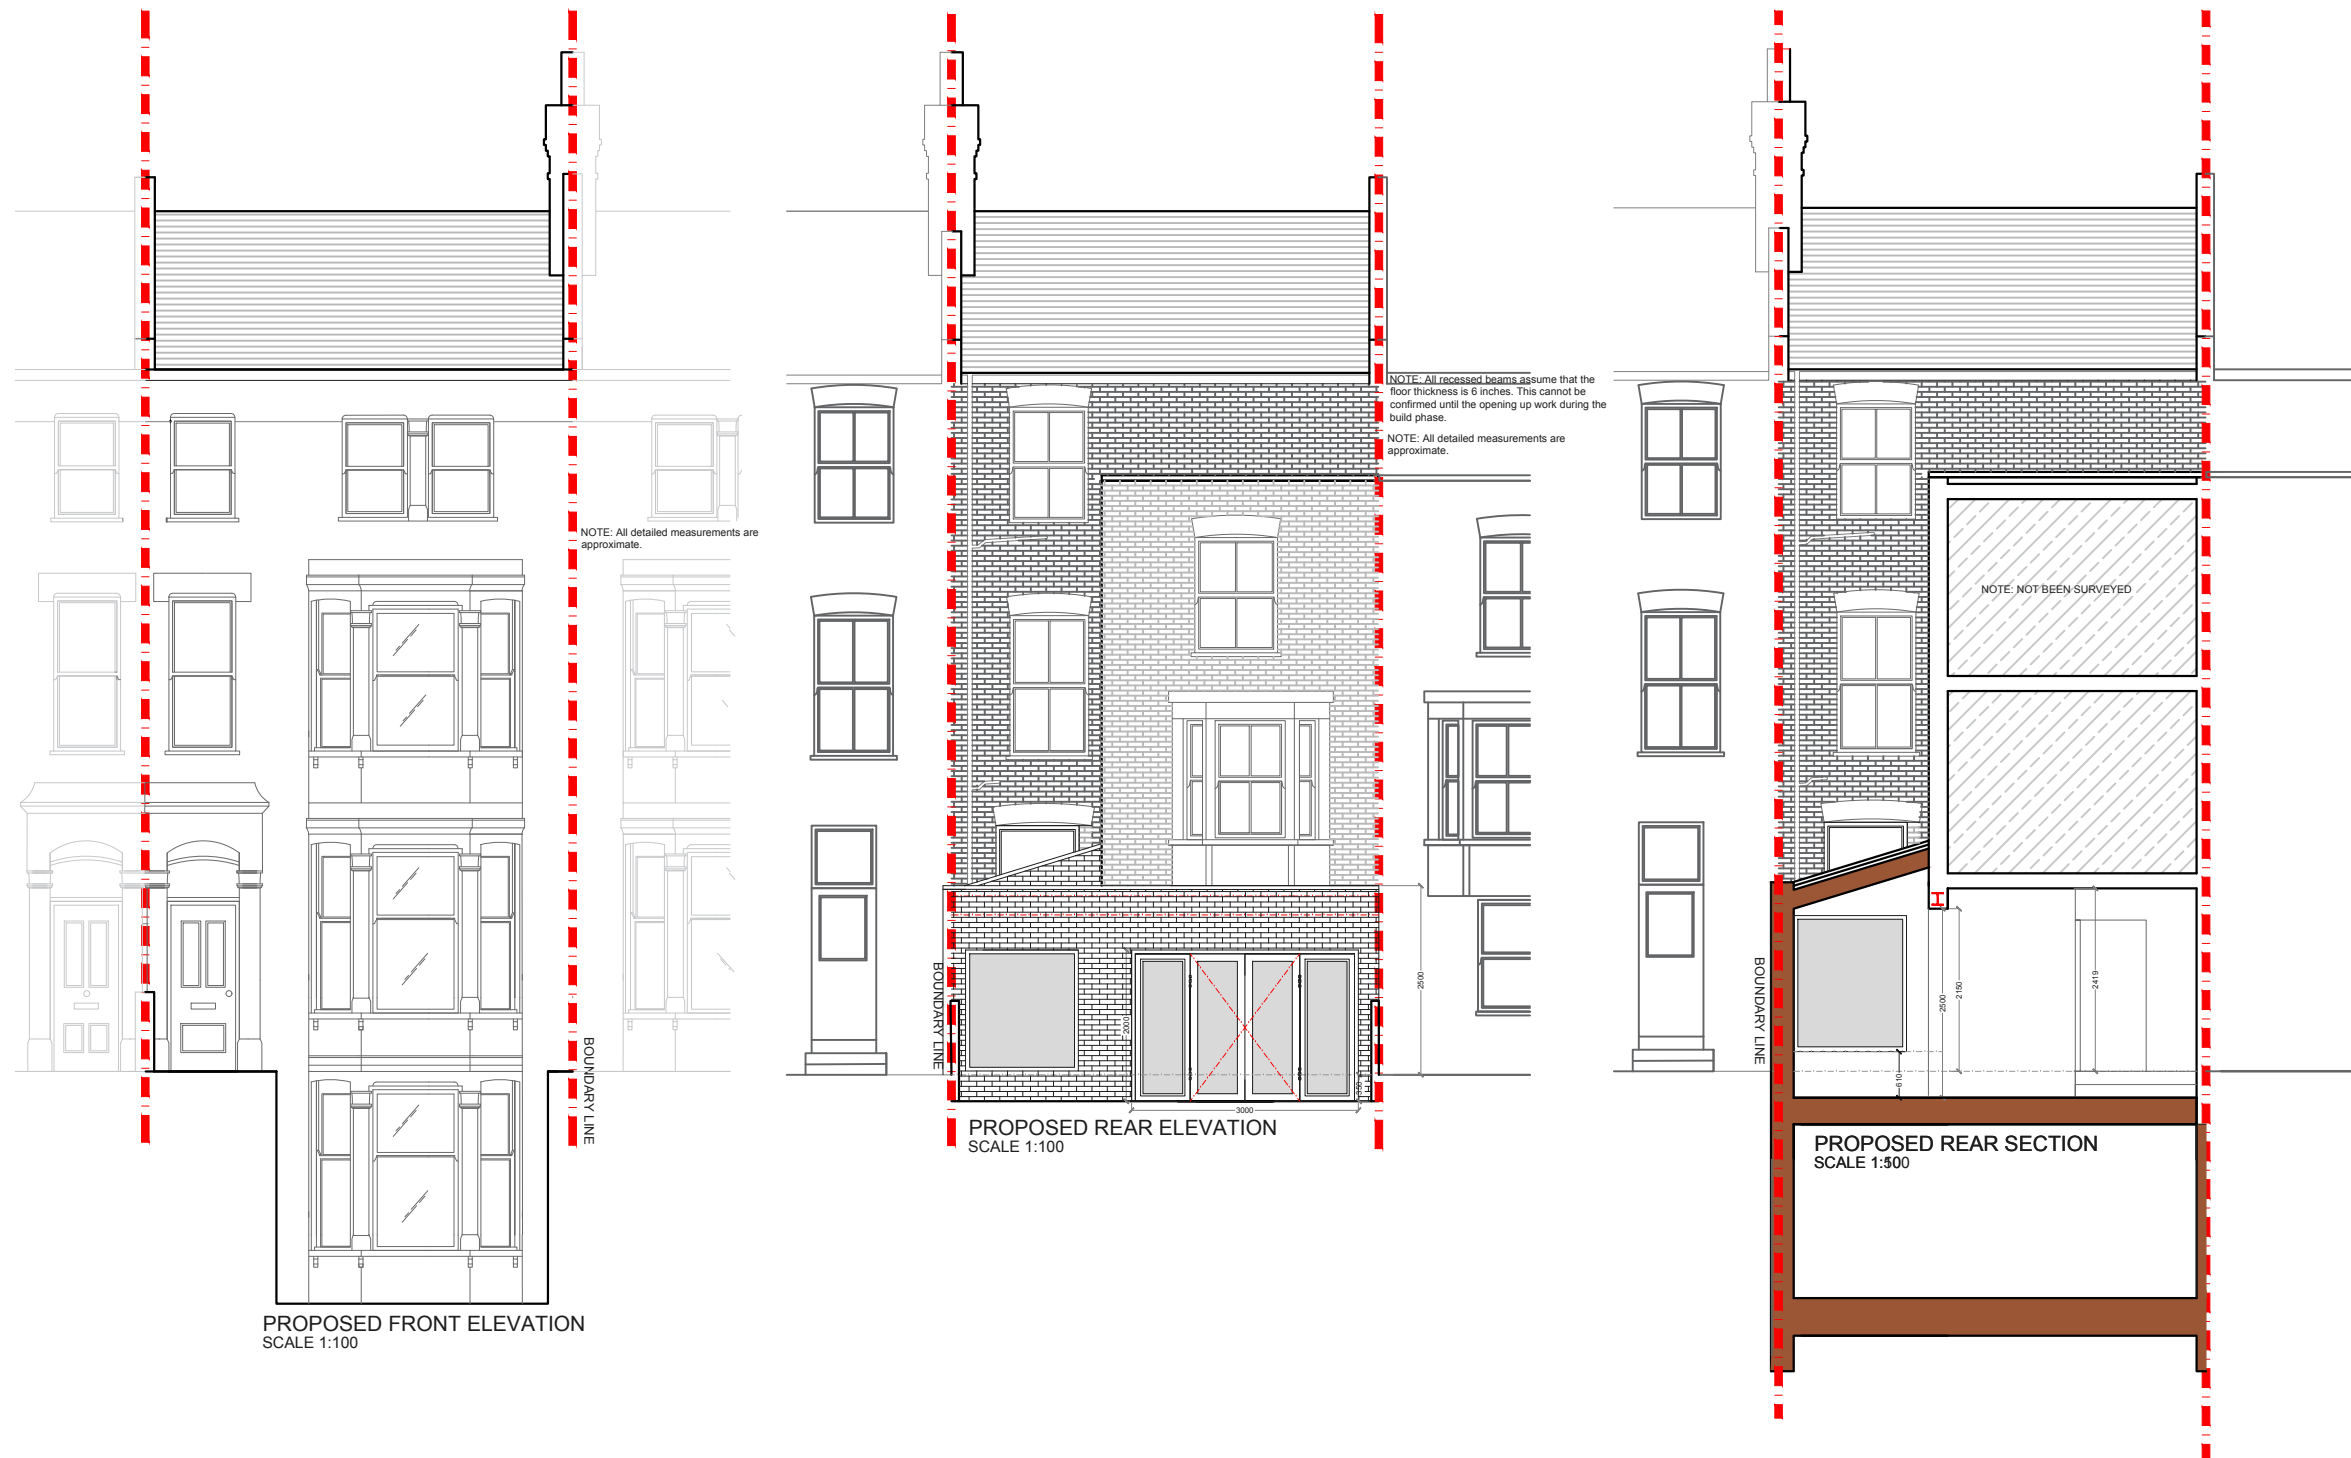 NOTE: All detailed measurements are
approximate.
BOUNDARY LINE
PROPOSED FRONT ELEVATION
SCALE 1:100
NOTE: All recessed beams assume that the
floor thickness is 6 inches. This cannot be
confirmed until the opening up work during the
build phase.
NOTE: All detailed measurements are
approximate.
BOUNDARY LINE
2000
2500
350
3000
PROPOSED REAR ELEVATION
SCALE 1:100
NOTE: NOT BEEN SURVEYED
BOUNDARY LINE
2500
2150
2419
610
PROPOSED REAR SECTION
SCALE